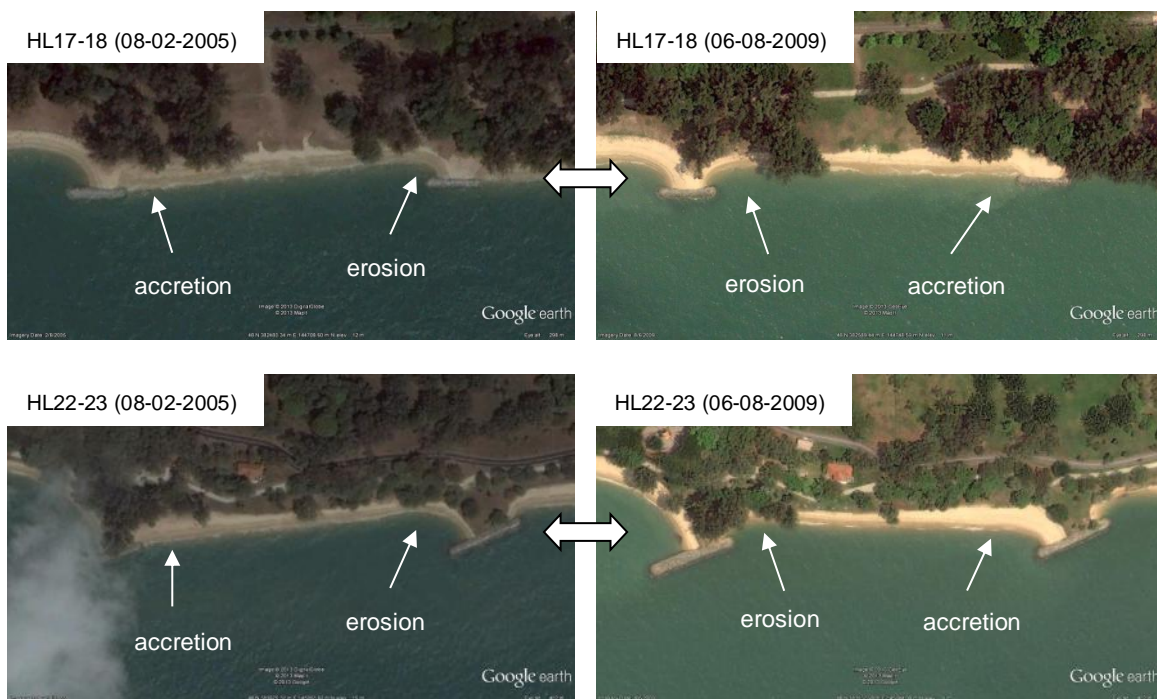 HL17-18 (08-02-2005)
HL17-18 (06-08-2009)
accretion
erosion
erosion
accretion
Google earth
Google earth
HL22-23 (08-02-2005)
HL22-23 (06-08-2009)
accretion
erosion
erosion
accretion
Google earth
Google earth